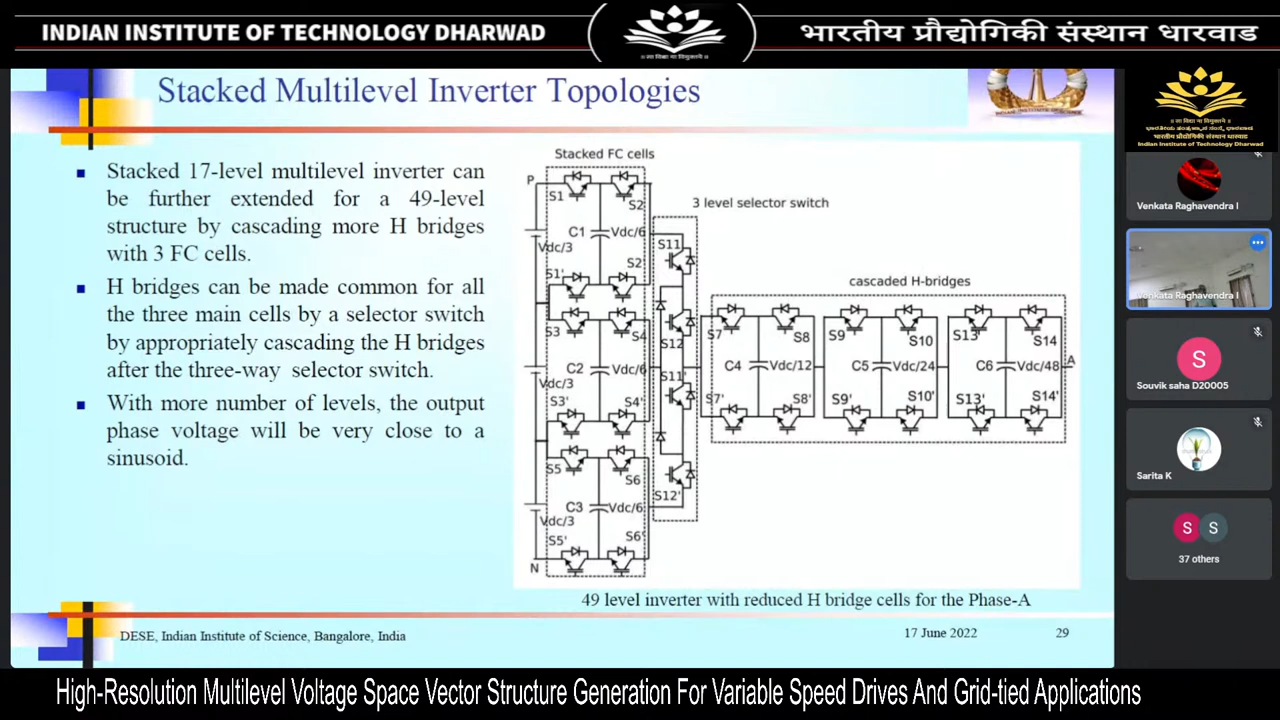 INDIAN INSTITUTE OF TECHNOLOGY DHARWAD
भारतीय प्रौद्योगिकी संस्थान धारवाड
Stacked Multilevel Inverter Topologies
Stacked 17-level multilevel inverter can
be further extended for a 49-level
structure by cascading more H bridges
with 3 FC cells.
H bridges can be made common for all
the three main cells by a selector switch
by appropriately cascading the H bridges
after the three-way selector switch.
With more number of levels, the output
phase voltage will be very close to a
sinusoid.
Stacked FC cells
3 level selector switch
cascaded H-bridges
P
S1
S2
C1
Vdc/6
Vdc/3
S1'
S2
S3
S4
C2
Vdc/6
Vdc/3
S3'
S4'
S5
S6
C3
Vdc/6
Vdc/3
S5'
S6'
N
S11
S12
S11'
S12'
S7
S8
C4
Vdc/12
S7'
S8'
S9
S10
C5
Vdc/24
S9'
S10'
S13
S14
C6
Vdc/48
A
S13'
S14'
49 level inverter with reduced H bridge cells for the Phase-A
DESE, Indian Institute of Science, Bangalore, India
17 June 2022
29
Indian Institute of Technology Dharwad
Venkata Raghavendra I
Venkata Raghavendra I
S
Souvik saha D20005
Sarita K
S S
37 others
High-Resolution Multilevel Voltage Space Vector Structure Generation For Variable Speed Drives And Grid-tied Applications